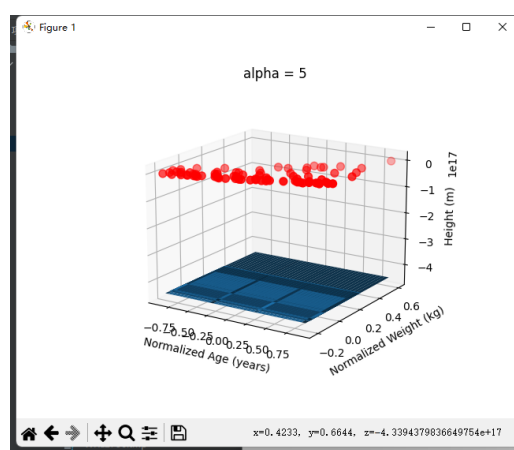 Figure 1
alpha = 5
1e17
0
−1
−2
−3
−4
Height (m)
−0.75
−0.50
−0.25
0.00
0.25
0.50
0.75
Normalized Age (years)
−0.2
0.0
0.2
0.4
0.6
Normalized Weight (kg)
x=0.4233, y=0.6644, z=−4.3394379836649754e+17